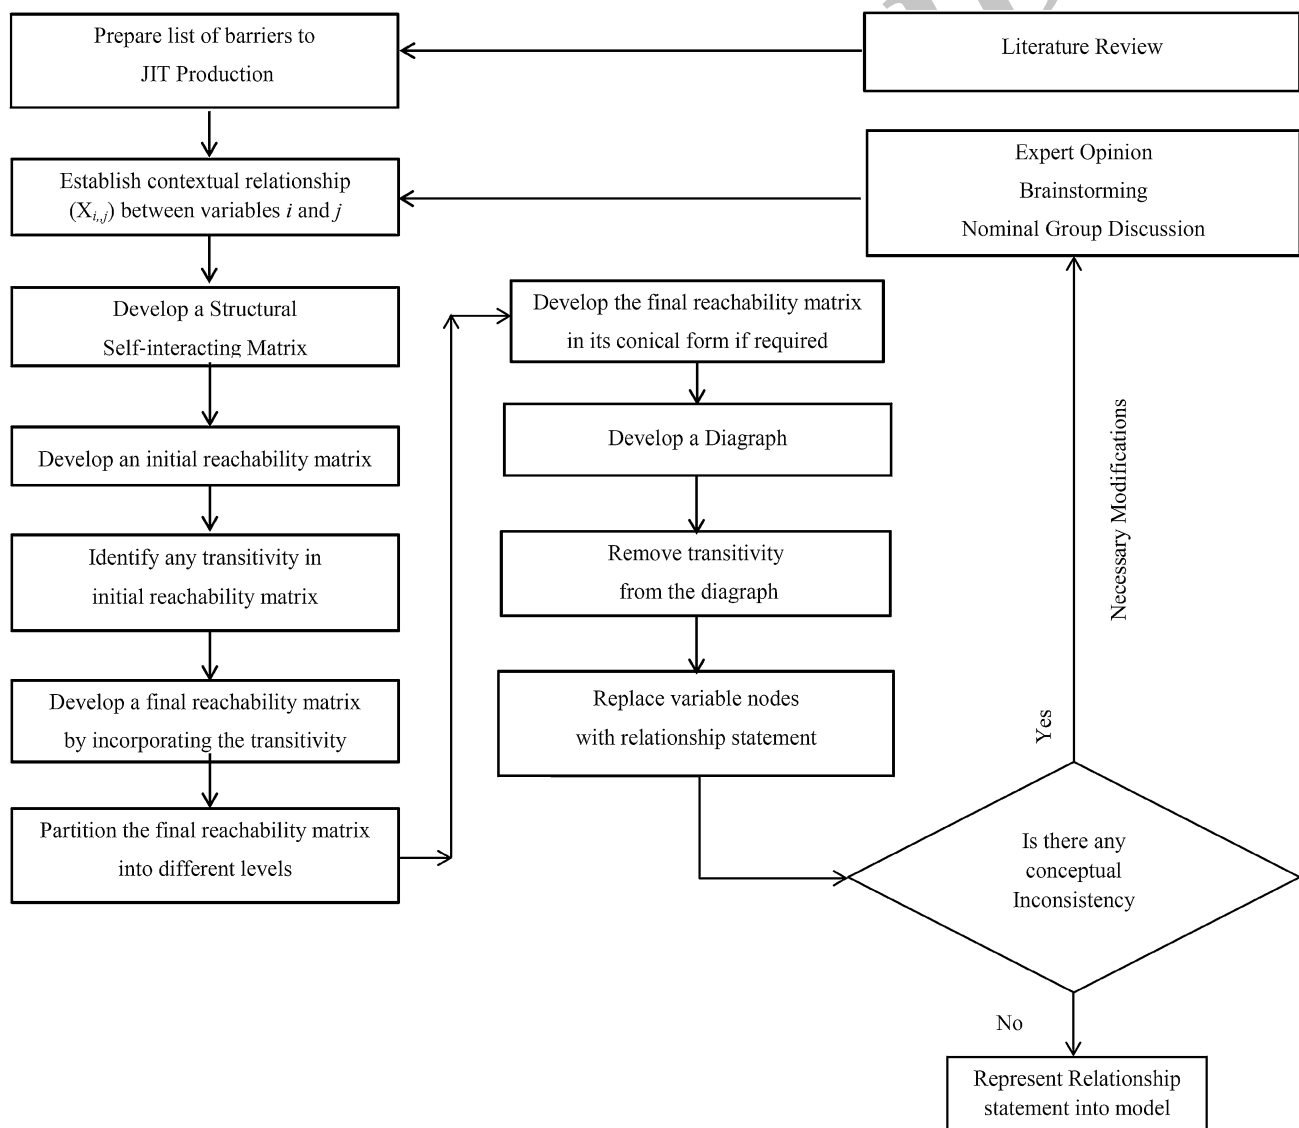 Prepare list of barriers to
JIT Production
Literature Review
Establish contextual relationship
(Xi,,j) between variables i and j
Expert Opinion
Brainstorming
Nominal Group Discussion
Develop a Structural
Self-interacting Matrix
Develop an initial reachability matrix
Identify any transitivity in
initial reachability matrix
Develop a final reachability matrix
by incorporating the transitivity
Partition the final reachability matrix
into different levels
Develop the final reachability matrix
in its conical form if required
Develop a Diagraph
Remove transitivity
from the diagraph
Replace variable nodes
with relationship statement
Is there any
conceptual
Inconsistency
Yes
Necessary Modifications
No
Represent Relationship
statement into model